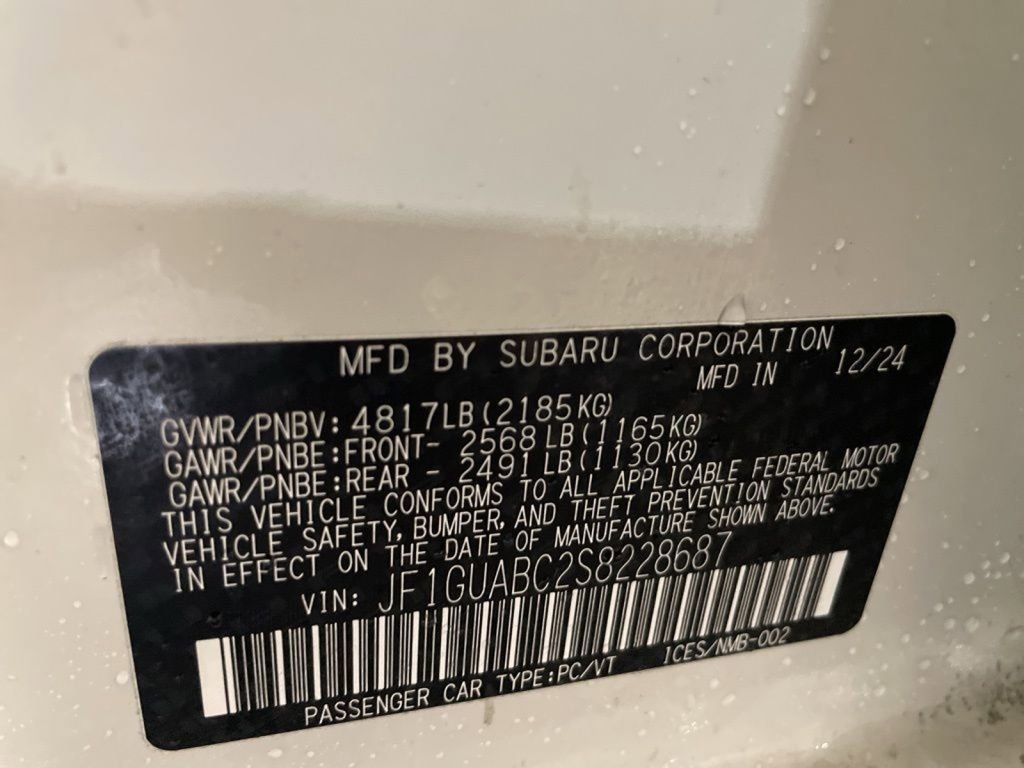 MFD BY SUBARU CORPORATION
MFD IN 12/24
GVWR/PNBV: 4817LB(2185KG)
GAWR/PNBE:FRONT- 2568LB(1165KG)
GAWR/PNBE:REAR - 2491LB(1130KG)
THIS VEHICLE CONFORMS TO ALL APPLICABLE FEDERAL MOTOR
VEHICLE SAFETY, BUMPER, AND THEFT PREVENTION STANDARDS
IN EFFECT ON THE DATE OF MANUFACTURE SHOWN ABOVE.
VIN: JF1GUABC2S8228687
PASSENGER CAR TYPE:PC/VT ICES/NMB-002